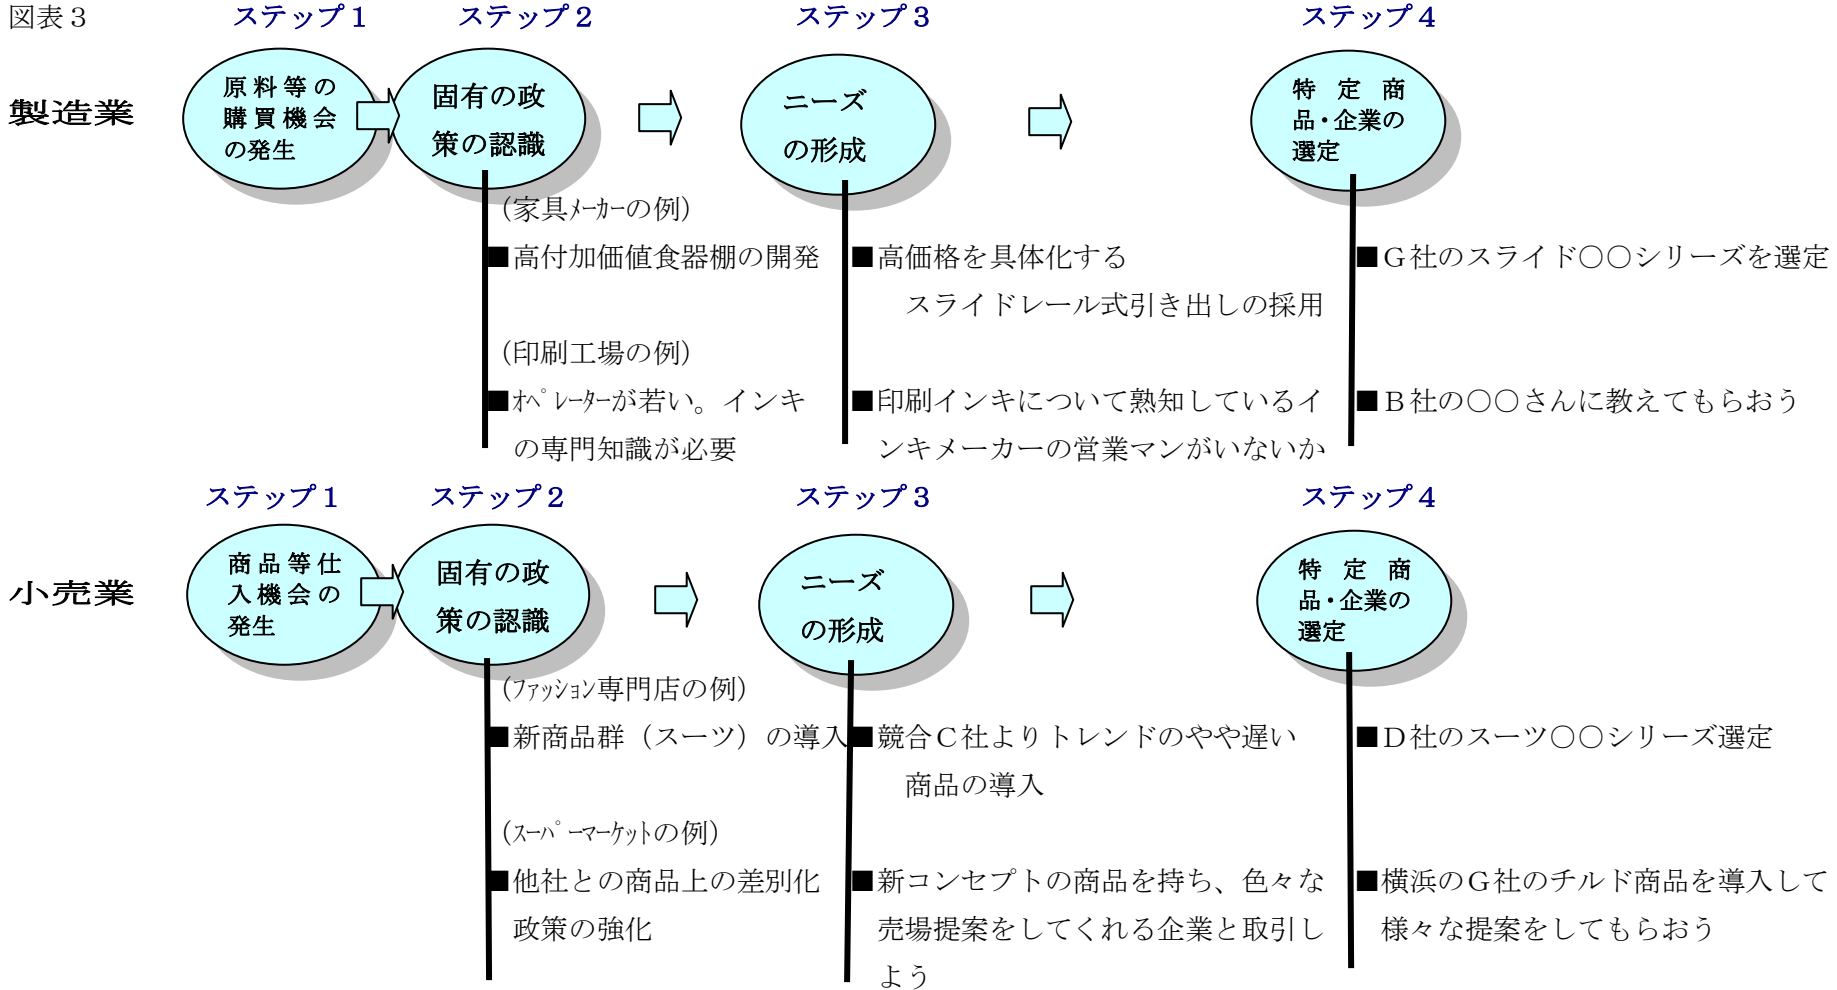 図表３
ステップ１
ステップ２
ステップ３
ステップ４
製造業
原料等の
購買機会
の発生
固有の政
策の認識
ニーズ
の形成
特定商
品・企業の
選定
（家具ﾒｰｶｰの例）
■高付加価値食器棚の開発
■高価格を具体化する
スライドレール式引き出しの採用
■Ｇ社のスライド〇〇シリーズを選定
（印刷工場の例）
■ｵﾍﾟﾚｰﾀｰが若い。インキ
の専門知識が必要
■印刷インキについて熟知しているイ
ンキメーカーの営業マンがいないか
■Ｂ社の〇〇さんに教えてもらおう
ステップ１
ステップ２
ステップ３
ステップ４
小売業
商品等仕
入機会の
発生
固有の政
策の認識
ニーズ
の形成
特定商
品・企業の
選定
（ﾌｧｯｼｮﾝ専門店の例）
■新商品群（スーツ）の導入
■競合Ｃ社よりトレンドのやや遅い
商品の導入
■Ｄ社のスーツ〇〇シリーズ選定
（ｽｰﾊﾟｰﾏｰｹｯﾄの例）
■他社との商品上の差別化
政策の強化
■新コンセプトの商品を持ち、色々な
売場提案をしてくれる企業と取引し
よう
■横浜のＧ社のチルド商品を導入して
様々な提案をしてもらおう